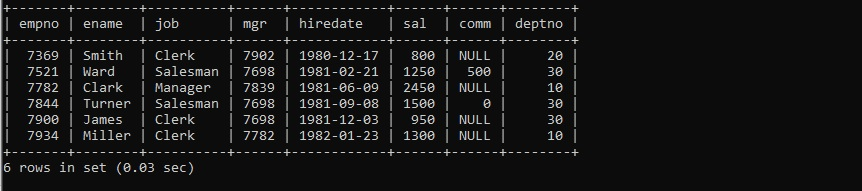 +-------+--------+----------+------+------------+------+------+--------+
| empno | ename  | job      | mgr  | hiredate   | sal  | comm | deptno |
+-------+--------+----------+------+------------+------+------+--------+
|  7369 | Smith  | Clerk    | 7902 | 1980-12-17 |  800 | NULL |     20 |
|  7521 | Ward   | Salesman | 7698 | 1981-02-21 | 1250 |  500 |     30 |
|  7782 | Clark  | Manager  | 7839 | 1981-06-09 | 2450 | NULL |     10 |
|  7844 | Turner | Salesman | 7698 | 1981-09-08 | 1500 |    0 |     30 |
|  7900 | James  | Clerk    | 7698 | 1981-12-03 |  950 | NULL |     30 |
|  7934 | Miller | Clerk    | 7782 | 1982-01-23 | 1300 | NULL |     10 |
+-------+--------+----------+------+------------+------+------+--------+
6 rows in set (0.03 sec)